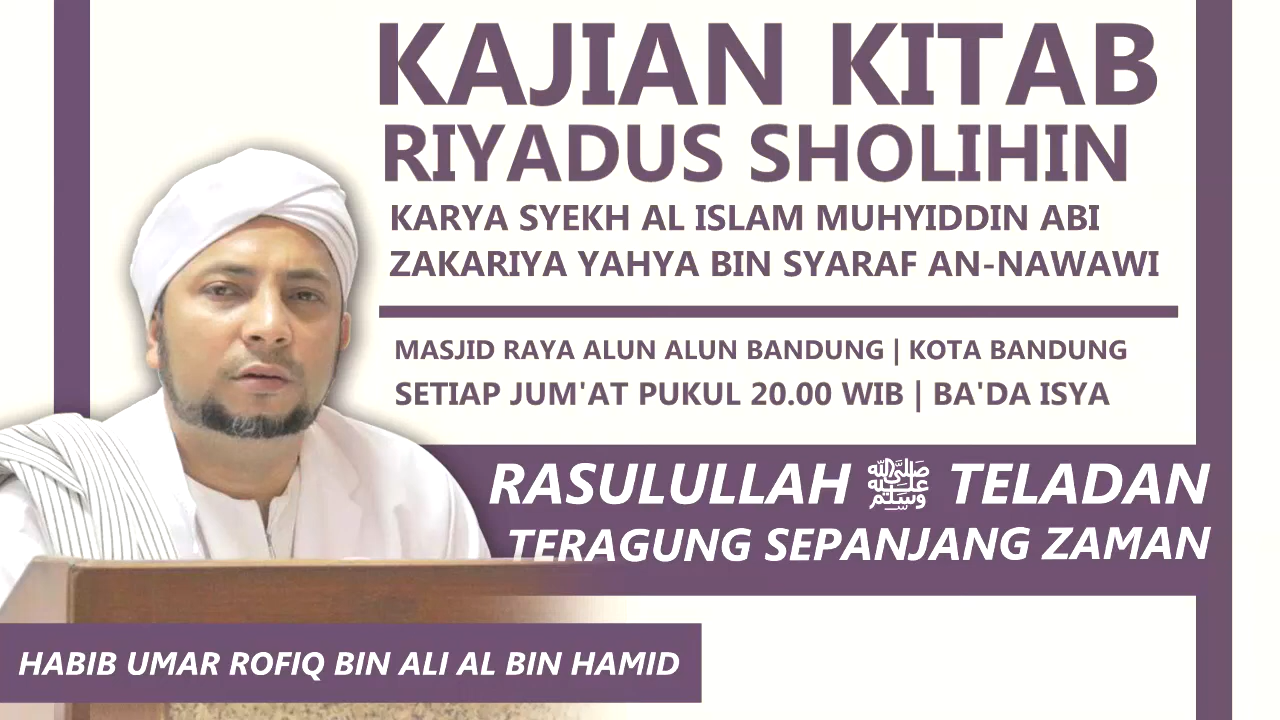 KAJIAN KITAB
RIYADUS SHOLIHIN
KARYA SYEKH AL ISLAM MUHYIDDIN ABI
ZAKARIYA YAHYA BIN SYARAF AN-NAWAWI
MASJID RAYA ALUN ALUN BANDUNG | KOTA BANDUNG
SETIAP JUM'AT PUKUL 20.00 WIB | BA'DA ISYA
RASULULLAH ﷺ TELADAN
TERAGUNG SEPANJANG ZAMAN
HABIB UMAR ROFIQ BIN ALI AL BIN HAMID